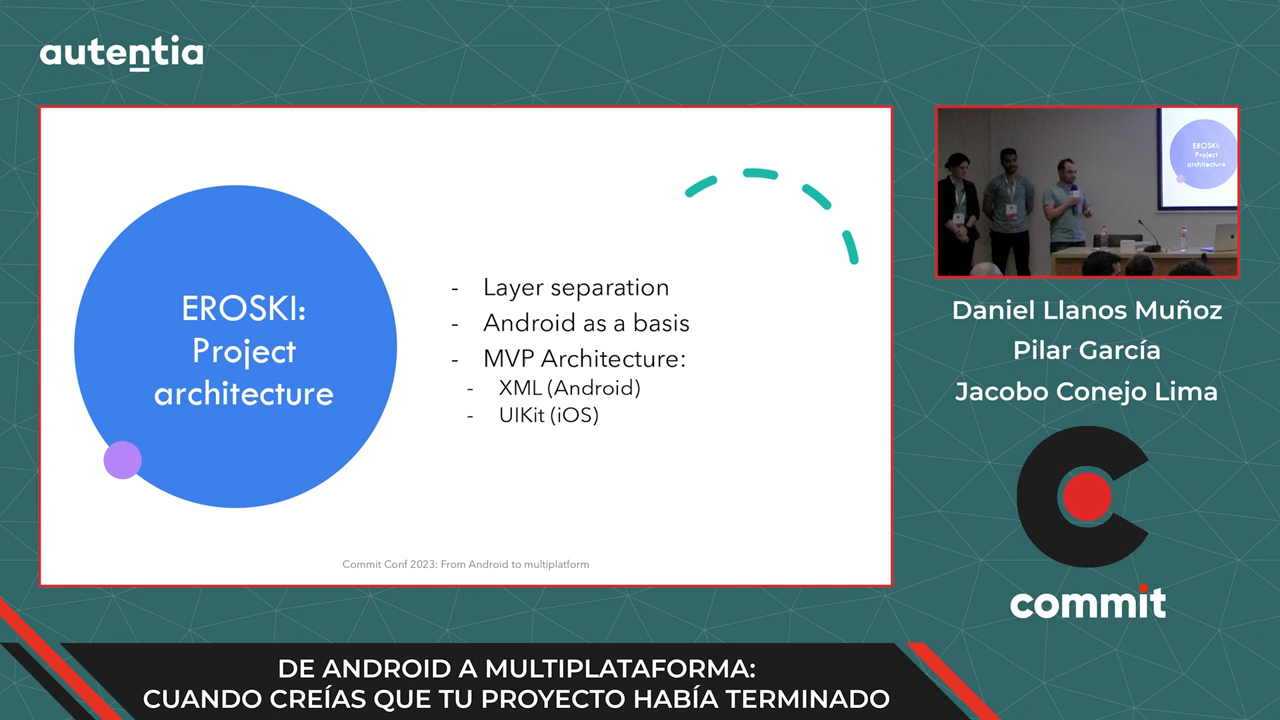 autentia
EROSKI:
Project
architecture
- Layer separation
- Android as a basis
- MVP Architecture:
- XML (Android)
- UIKit (iOS)
Commit Conf 2023: From Android to multiplatform
EROSKI:
Project
architecture
Daniel Llanos Muñoz
Pilar García
Jacobo Conejo Lima
commit
DE ANDROID A MULTIPLATAFORMA:
CUANDO CREÍAS QUE TU PROYECTO HABÍA TERMINADO